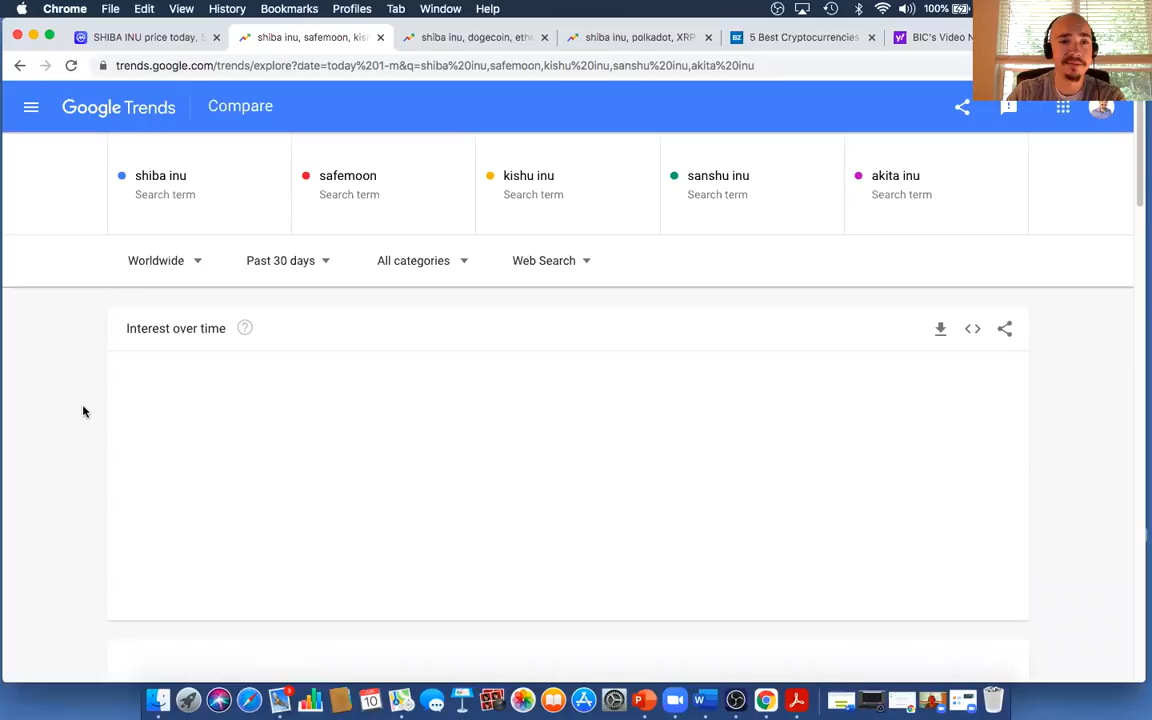 Chrome File Edit View History Bookmarks Profiles Tab Window Help 100%
SHIBA INU price today, shiba inu, safemoon, kis shiba inu, dogecoin, eth shiba inu, polkadot, XRP BZ 5 Best Cryptocurrencies y! BIC's Video N
trends.google.com/trends/explore?date=today%201-m&q=shiba%20inu,safemoon,kishu%20inu,sanshu%20inu,akita%20inu
Google Trends Compare
shiba inu safemoon kishu inu sanshu inu akita inu
Search term Search term Search term Search term Search term
Worldwide Past 30 days All categories Web Search
Interest over time ?
10